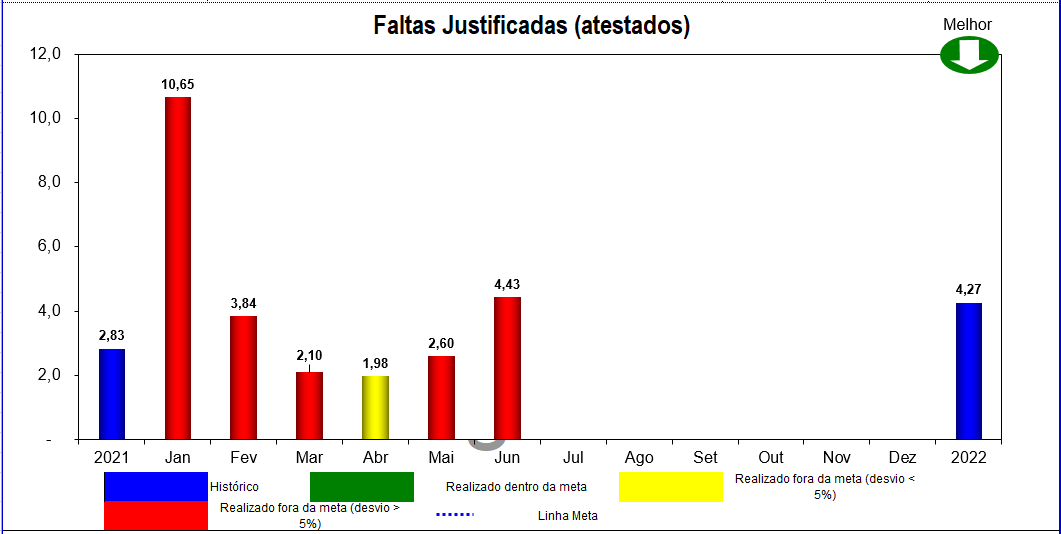 Faltas Justificadas (atestados)
Melhor
12,0
10,0
8,0
6,0
4,0
2,0
-
2,83
10,65
3,84
2,10
1,98
2,60
4,43
4,27
2021 Jan Fev Mar Abr Mai Jun Jul Ago Set Out Nov Dez 2022
Histórico
Realizado dentro da meta
Realizado fora da meta (desvio <
5%)
Realizado fora da meta (desvio >
5%)
Linha Meta